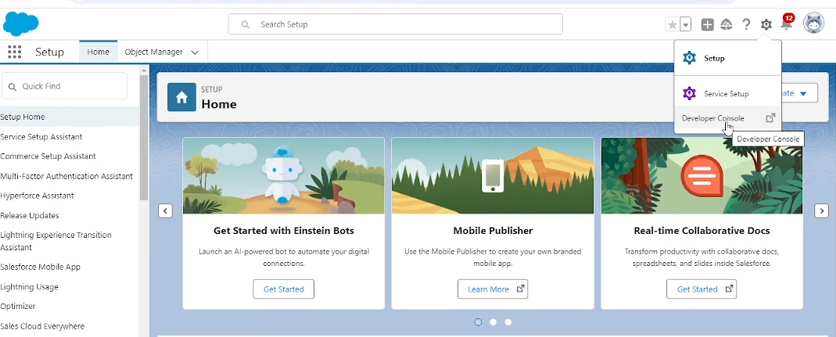 Search Setup
12
Setup
Home
Object Manager
Setup
Service Setup
Developer Console
Developer Console
Quick Find
Setup Home
Service Setup Assistant
Commerce Setup Assistant
Multi-Factor Authentication Assistant
Hyperforce Assistant
Release Updates
Lightning Experience Transition
Assistant
Salesforce Mobile App
Lightning Usage
Optimizer
Sales Cloud Everywhere
SETUP
Home
ate
Get Started with Einstein Bots
Launch an AI-powered bot to automate your digital
connections.
Get Started
Mobile Publisher
Use the Mobile Publisher to create your own branded
mobile app.
Learn More
Real-time Collaborative Docs
Transform productivity with collaborative docs,
spreadsheets, and slides inside Salesforce.
Get Started